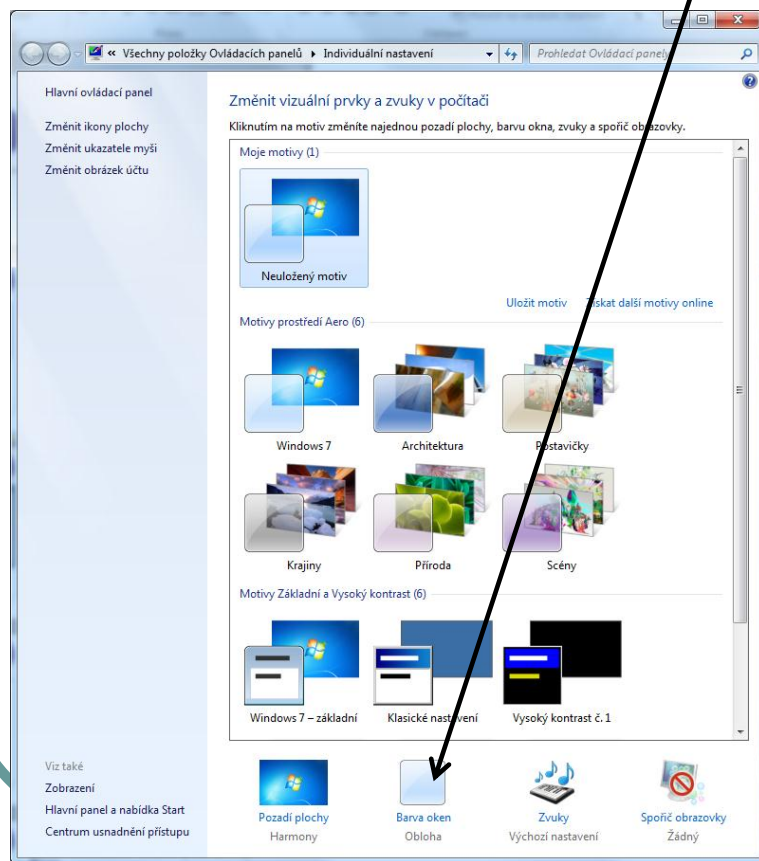 « Všechny položky Ovládacích panelů ▸ Individuální nastavení
Prohledat Ovládací panely
Hlavní ovládací panel
Změnit ikony plochy
Změnit ukazatele myši
Změnit obrázek účtu
Změnit vizuální prvky a zvuky v počítači
Kliknutím na motiv změníte najednou pozadí plochy, barvu okna, zvuky a spořič obrazovky.
Moje motivy (1)
Neuložený motiv
Uložit motiv Získat další motivy online
Motivy prostředí Aero (6)
Windows 7 Architektura Postavičky
Krajiny Příroda Scény
Motivy Základní a Vysoký kontrast (6)
Windows 7 – základní Klasické nastavení Vysoký kontrast č. 1
Viz také
Zobrazení
Hlavní panel a nabídka Start
Centrum usnadnění přístupu
Pozadí plochy Barva oken Zvuky Spořič obrazovky
Harmony Obloha Výchozí nastavení Žádný